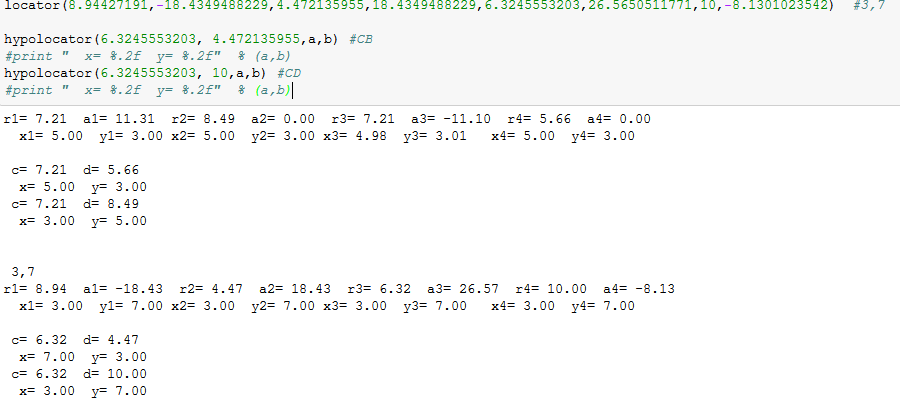 locator(8.94427191,-18.4349488229,4.472135955,18.4349488229,6.3245553203,26.5650511771,10,-8.1301023542)  #3,7
hypolocator(6.3245553203, 4.472135955,a,b) #CB
#print "  x= %.2f  y= %.2f"  % (a,b)
hypolocator(6.3245553203, 10,a,b) #CD
#print "  x= %.2f  y= %.2f"  % (a,b)
r1= 7.21  a1= 11.31  r2= 8.49  a2= 0.00  r3= 7.21  a3= -11.10  r4= 5.66  a4= 0.00
x1= 5.00  y1= 3.00 x2= 5.00  y2= 3.00 x3= 4.98  y3= 3.01   x4= 5.00  y4= 3.00
c= 7.21  d= 5.66
x= 5.00  y= 3.00
c= 7.21  d= 8.49
x= 3.00  y= 5.00
3,7
r1= 8.94  a1= -18.43  r2= 4.47  a2= 18.43  r3= 6.32  a3= 26.57  r4= 10.00  a4= -8.13
x1= 3.00  y1= 7.00 x2= 3.00  y2= 7.00 x3= 3.00  y3= 7.00   x4= 3.00  y4= 7.00
c= 6.32  d= 4.47
x= 7.00  y= 3.00
c= 6.32  d= 10.00
x= 3.00  y= 7.00